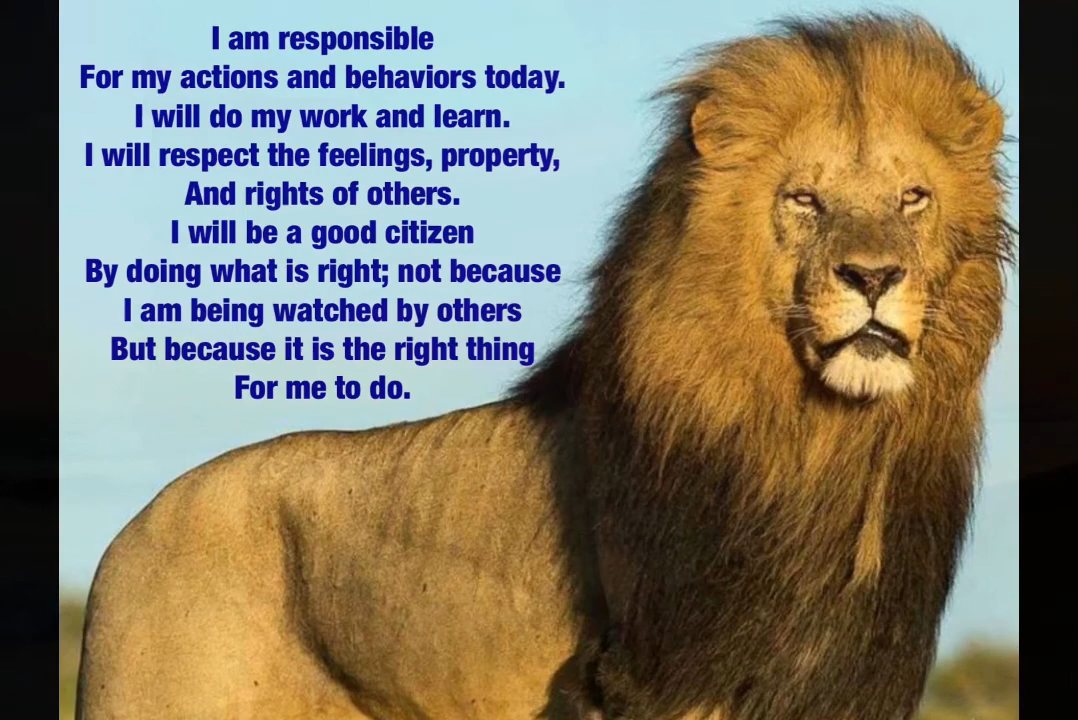 I am responsible
For my actions and behaviors today.
I will do my work and learn.
I will respect the feelings, property,
And rights of others.
I will be a good citizen
By doing what is right; not because
I am being watched by others
But because it is the right thing
For me to do.